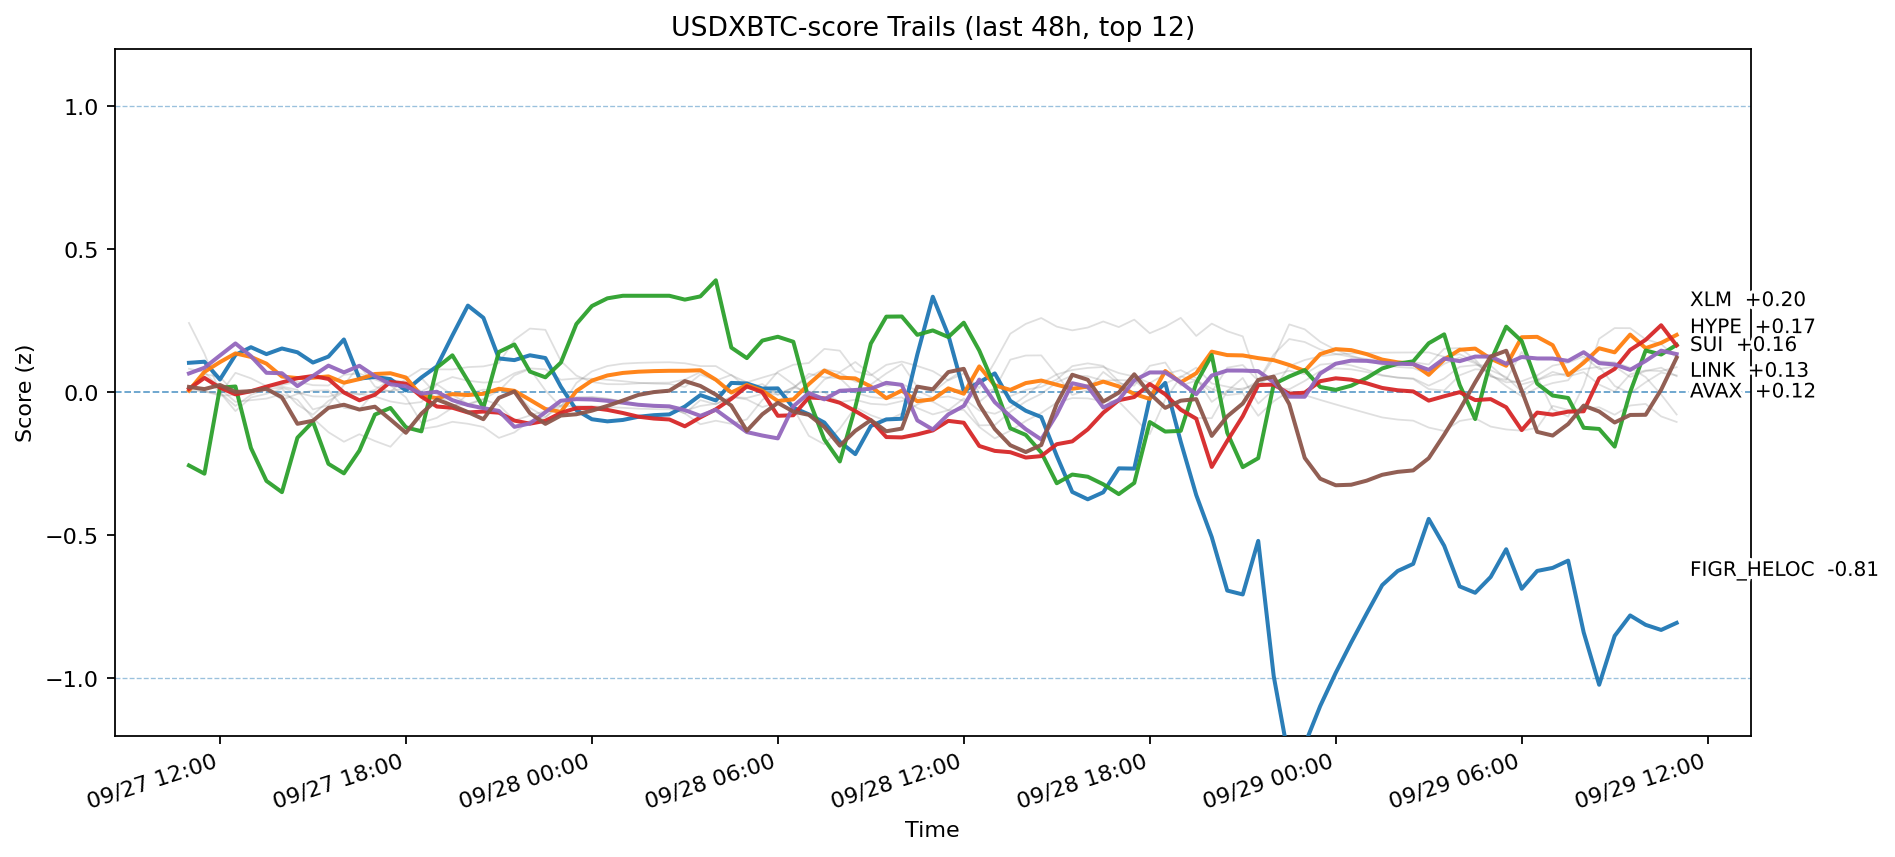 USDXBTC-score Trails (last 48h, top 12)
Score (z)
1.0
0.5
0.0
−0.5
−1.0
XLM +0.20
HYPE +0.17
SUI +0.16
LINK +0.13
AVAX +0.12
FIGR_HELOC -0.81
09/27 12:00
09/27 18:00
09/28 00:00
09/28 06:00
09/28 12:00
09/28 18:00
09/29 00:00
09/29 06:00
09/29 12:00
Time